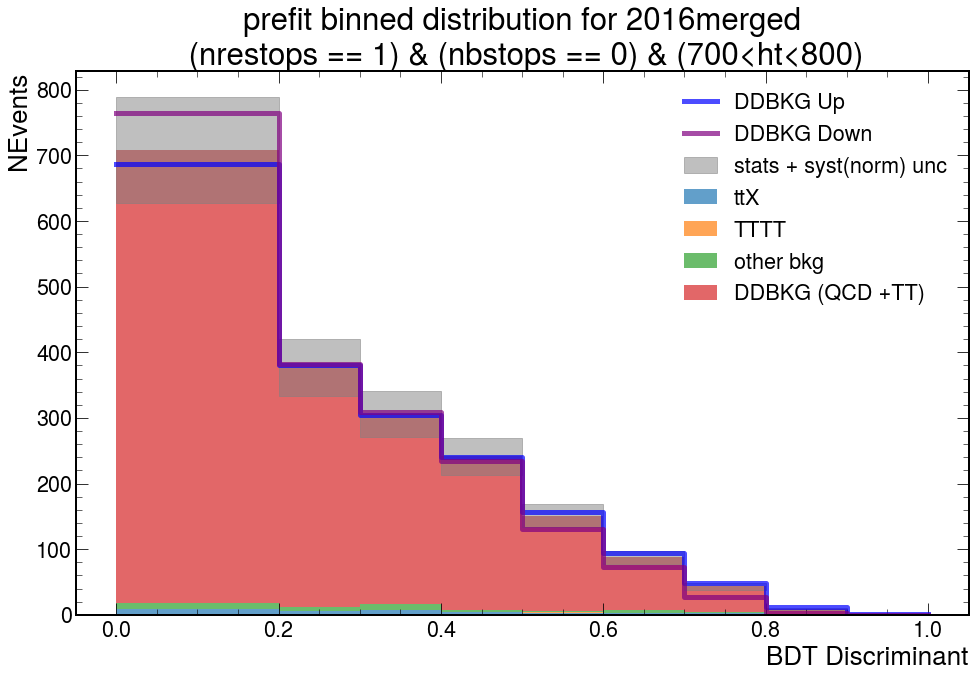 prefit binned distribution for 2016merged
(nrestops == 1) & (nbstops == 0) & (700<ht<800)
NEvents
800
700
600
500
400
300
200
100
0
DDBKG Up
DDBKG Down
stats + syst(norm) unc
ttX
TTTT
other bkg
DDBKG (QCD +TT)
0.0 0.2 0.4 0.6 0.8 1.0
BDT Discriminant